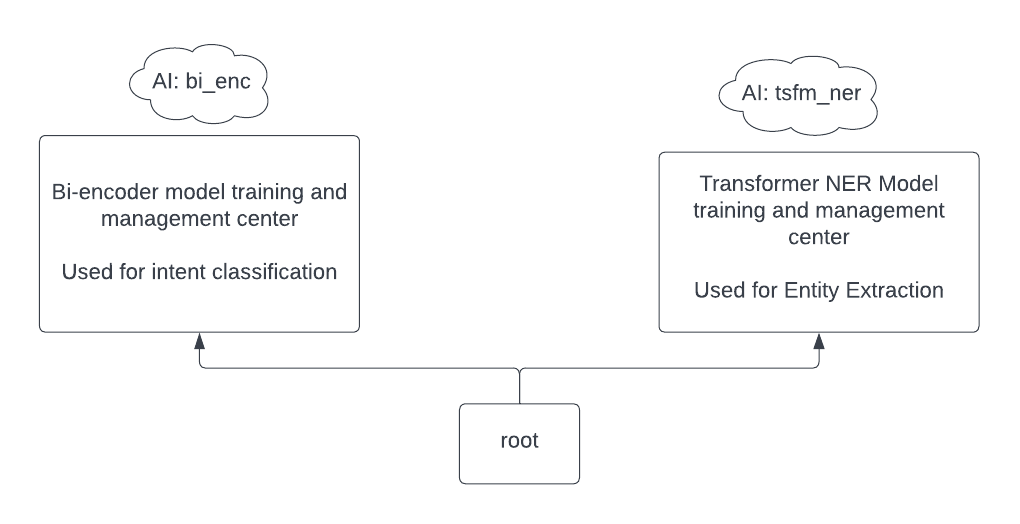 AI: bi_enc
AI: tsfm_ner
Bi-encoder model training and
management center
Used for intent classification
Transformer NER Model
training and management
center
Used for Entity Extraction
root